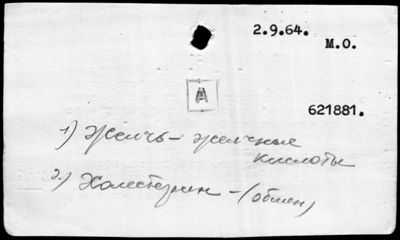 2.9.64.
М.О.
А
621881.
1) Желчь – желчные
кислоты
2.) Холестерин – (обмен)